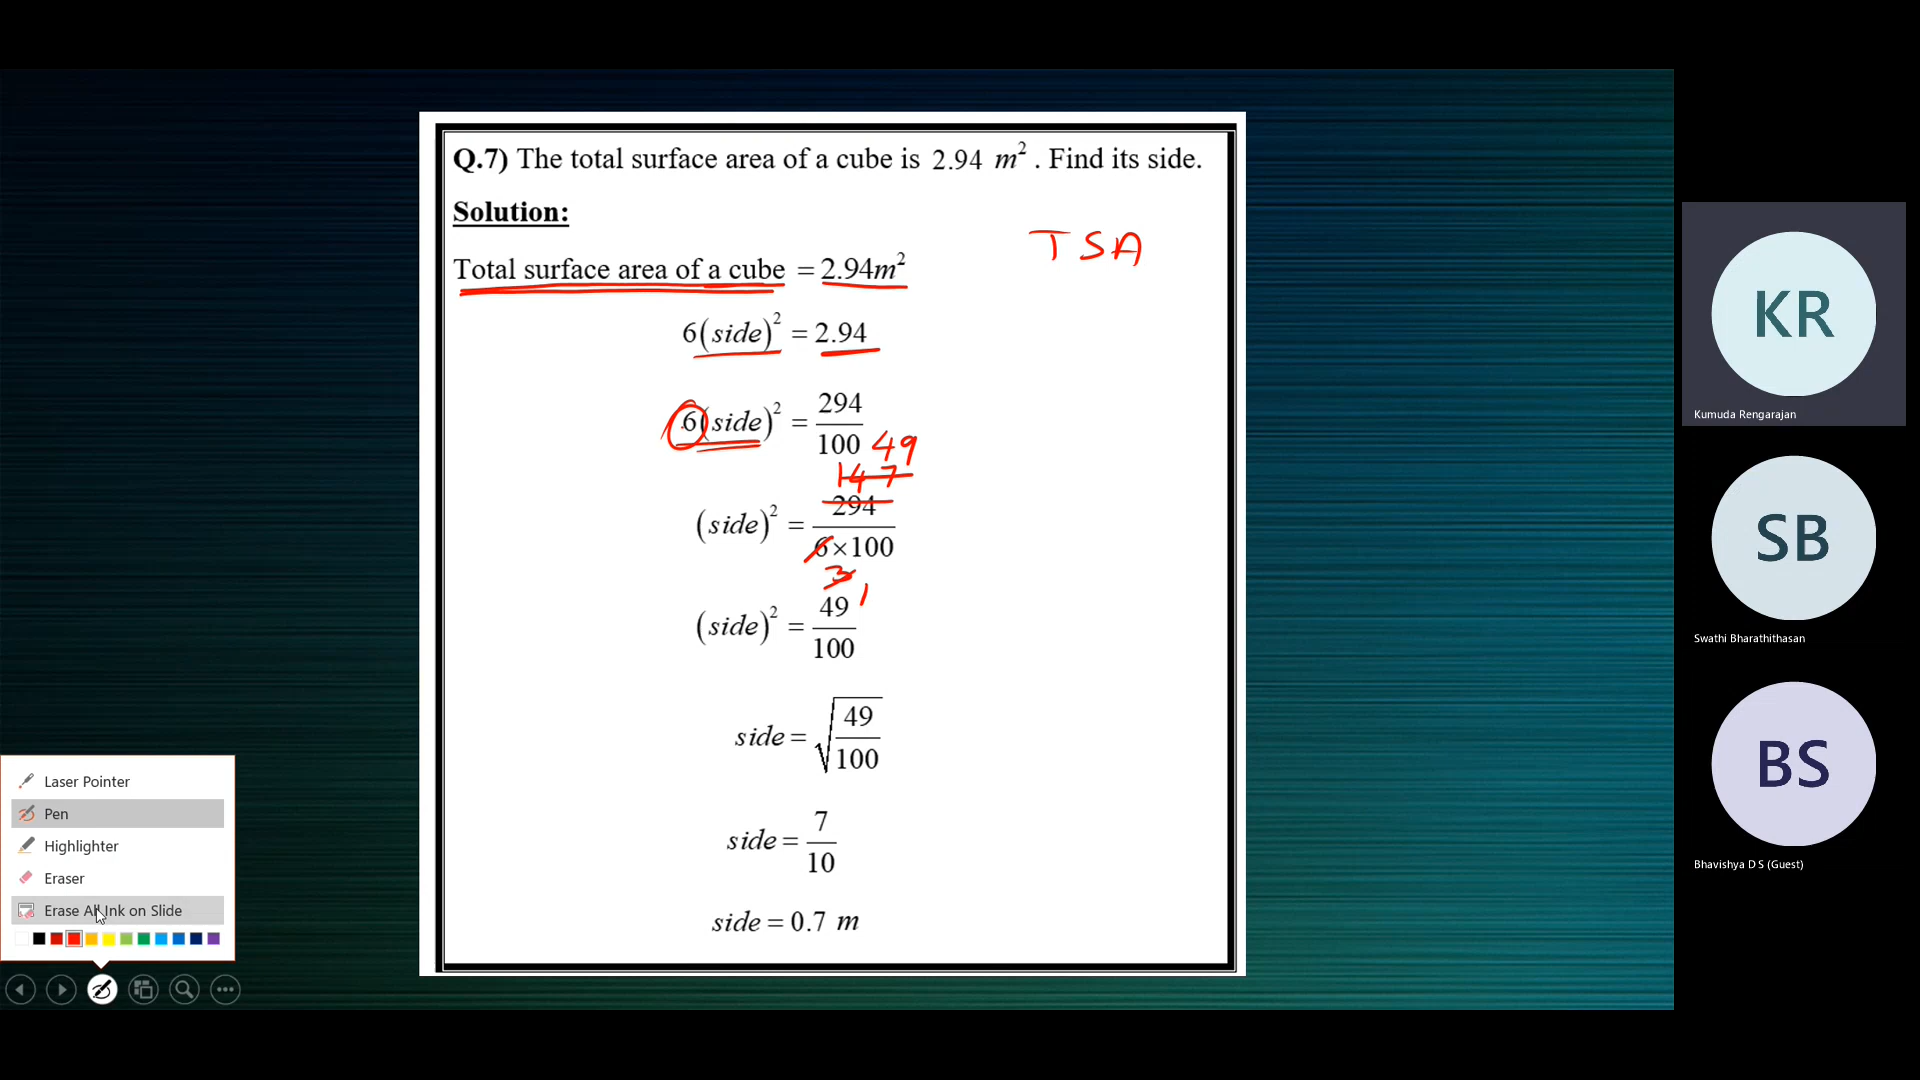 Q.7) The total surface area of a cube is 2.94 m². Find its side.
Solution:
TSA
Total surface area of a cube = 2.94m²
6(side)² = 2.94
6(side)² = 294/100
49
147
(side)² = 294/6×100
3
1
(side)² = 49/100
side = √49/100
side = 7/10
side = 0.7 m
Laser Pointer
Pen
Highlighter
Eraser
Erase All Ink on Slide
KR
Kumuda Rengarajan
SB
Swathi Bharathithasan
BS
Bhavishya D S (Guest)